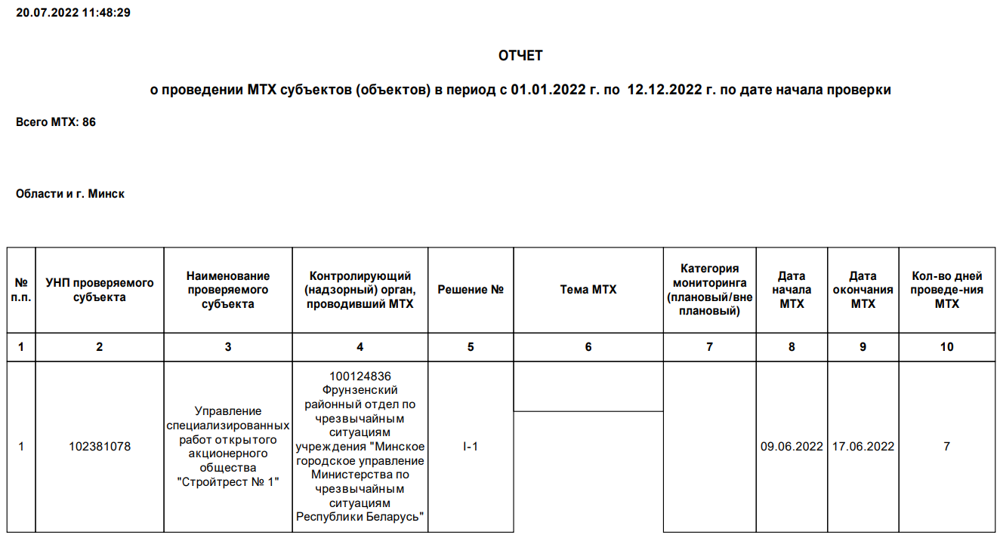 20.07.2022 11:48:29
ОТЧЕТ
о проведении МТХ субъектов (объектов) в период с 01.01.2022 г. по 12.12.2022 г. по дате начала проверки
Всего МТХ: 86
Области и г. Минск
№
п.п.
УНП проверяемого
субъекта
Наименование
проверяемого
субъекта
Контролирующий
(надзорный) орган,
проводивший МТХ
Решение №
Тема МТХ
Категория
мониторинга
(плановый/вне
плановый)
Дата
начала
МТХ
Дата
окончания
МТХ
Кол-во дней
проведе-ния
МТХ
1
2
3
4
5
6
7
8
9
10
1
102381078
Управление
специализированных
работ открытого
акционерного
общества
"Стройтрест № 1"
100124836
Фрунзенский
районный отдел по
чрезвычайным
ситуациям
учреждения "Минское
городское управление
Министерства по
чрезвычайным
ситуациям
Республики Беларусь"
I-1
09.06.2022
17.06.2022
7